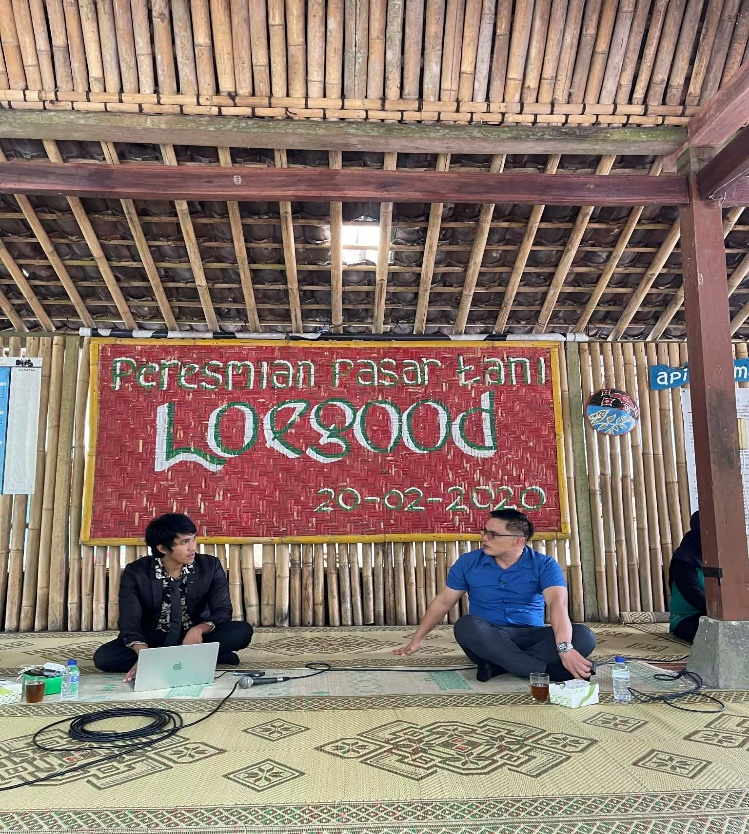 Peresmian Pasar tani
Loegood
20-02-2020
api